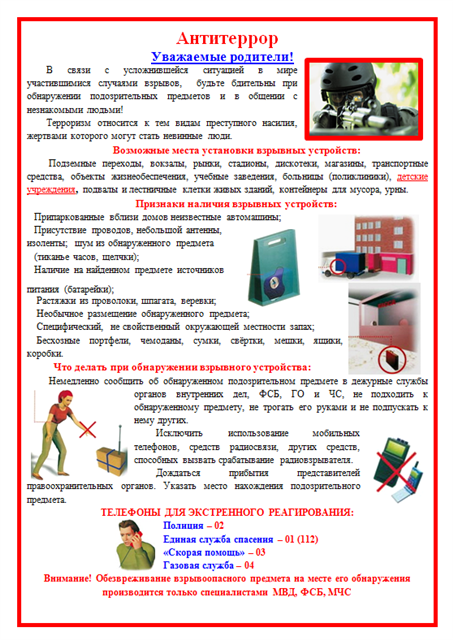 Антитеррор
Уважаемые родители!
В связи с усложнившейся ситуацией в мире
участившимися случаями взрывов, будьте бдительны при
обнаружении подозрительных предметов и в общении с
незнакомыми людьми!
Терроризм относится к тем видам преступного насилия,
жертвами которого могут стать невинные люди.
Возможные места установки взрывных устройств:
Подземные переходы, вокзалы, рынки, стадионы, дискотеки, магазины, транспортные
средства, объекты жизнеобеспечения, учебные заведения, больницы (поликлиники), детские
учреждения, подвалы и лестничные клетки живых зданий, контейнеры для мусора, урны.
Признаки наличия взрывных устройств:
Припаркованные вблизи домов неизвестные автомашины;
Присутствие проводов, небольшой антенны,
изоленты; шум из обнаруженного предмета
(тиканье часов, щелчки);
Наличие на найденном предмете источников
питания (батарейки);
Растяжки из проволоки, шпагата, веревки;
Необычное размещение обнаруженного предмета;
Специфический, не свойственный окружающей местности запах;
Бесхозные портфели, чемоданы, сумки, свёртки, мешки, ящики,
коробки.
Что делать при обнаружении взрывного устройства:
Немедленно сообщить об обнаруженном подозрительном предмете в дежурные службы
органов внутренних дел, ФСБ, ГО и ЧС, не подходить к
обнаруженному предмету, не трогать его руками и не подпускать к
нему других.
Исключить использование мобильных
телефонов, средств радиосвязи, других средств,
способных вызвать срабатывание радиовзрывателя.
Дождаться прибытия представителей
правоохранительных органов. Указать место нахождения подозрительного
предмета.
ТЕЛЕФОНЫ ДЛЯ ЭКСТРЕННОГО РЕАГИРОВАНИЯ:
Полиция – 02
Единая служба спасения – 01 (112)
«Скорая помощь» – 03
Газовая служба – 04
Внимание! Обезвреживание взрывоопасного предмета на месте его обнаружения
производится только специалистами МВД, ФСБ, МЧС